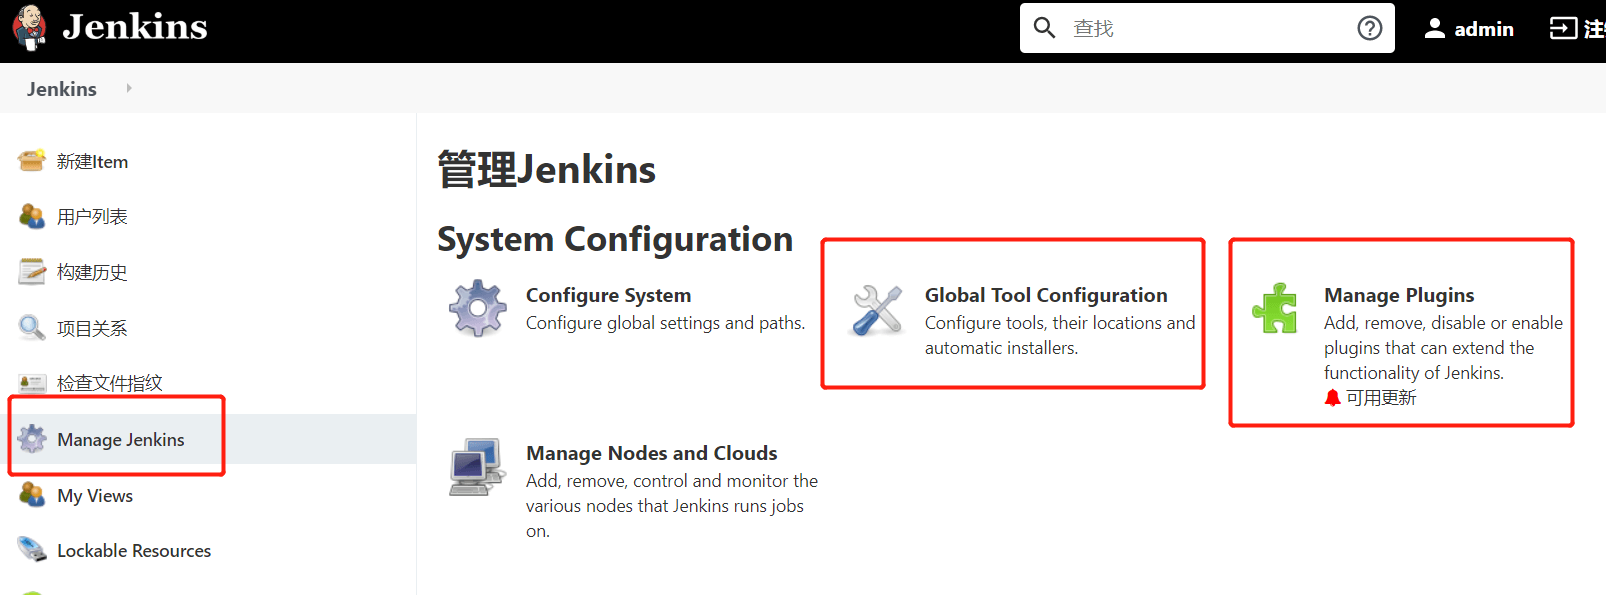 Jenkins
查找
admin
Jenkins
新建Item
用户列表
构建历史
项目关系
检查文件指纹
Manage Jenkins
My Views
Lockable Resources
管理Jenkins
System Configuration
Configure System
Configure global settings and paths.
Global Tool Configuration
Configure tools, their locations and
automatic installers.
Manage Plugins
Add, remove, disable or enable
plugins that can extend the
functionality of Jenkins.
可用更新
Manage Nodes and Clouds
Add, remove, control and monitor the
various nodes that Jenkins runs jobs
on.